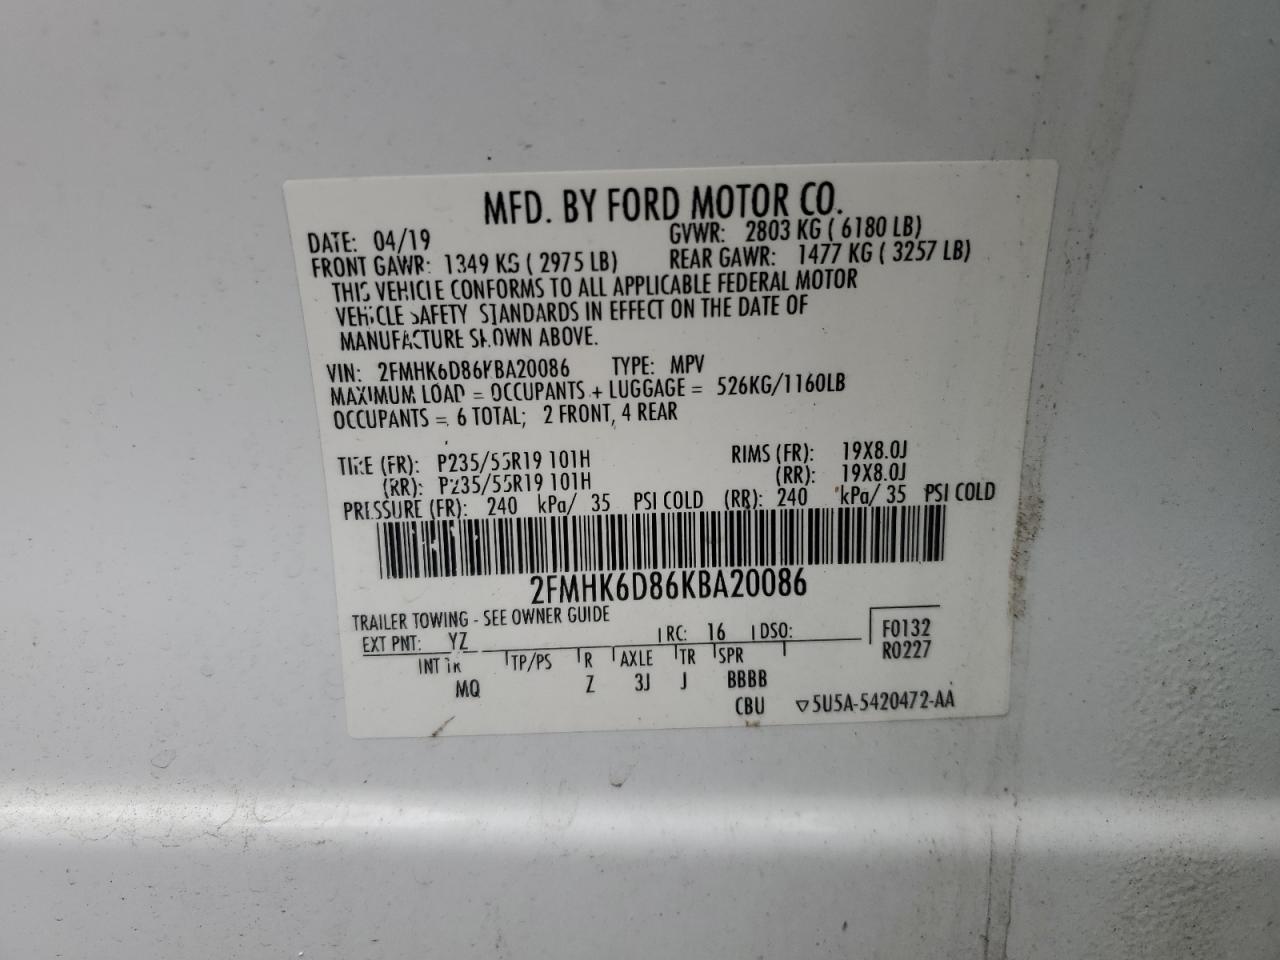 MFD. BY FORD MOTOR CO.
DATE: 04/19 GVWR: 2803 KG ( 6180 LB)
FRONT GAWR: 1349 KG ( 2975 LB) REAR GAWR: 1477 KG ( 3257 LB)
THIS VEHICLE CONFORMS TO ALL APPLICABLE FEDERAL MOTOR
VEHICLE SAFETY STANDARDS IN EFFECT ON THE DATE OF
MANUFACTURE SHOWN ABOVE.
VIN: 2FMHK6D86KBA20086 TYPE: MPV
MAXIMUM LOAD = OCCUPANTS + LUGGAGE = 526KG/1160LB
OCCUPANTS = 6 TOTAL; 2 FRONT, 4 REAR
TIRE (FR): P235/55R19 101H RIMS (FR): 19X8.0J
(RR): P235/55R19 101H (RR): 19X8.0J
PRESSURE (FR): 240 kPa/ 35 PSI COLD (RR): 240 kPa/ 35 PSI COLD
2FMHK6D86KBA20086
TRAILER TOWING - SEE OWNER GUIDE
EXT PNT: YZ RC: 16 DSO: F0132
R0227
INT TR TP/PS R AXLE TR SPR
MQ Z 3J J BBBB
CBU ▽5U5A-5420472-AA